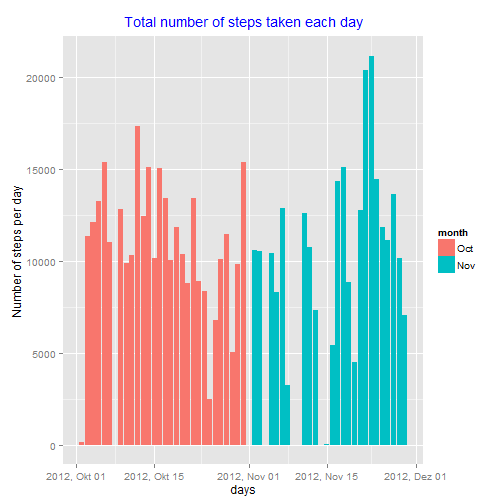 Total number of steps taken each day
Number of steps per day
20000
15000
10000
5000
0
2012, Okt 01
2012, Okt 15
2012, Nov 01
2012, Nov 15
2012, Dez 01
days
month
Oct
Nov